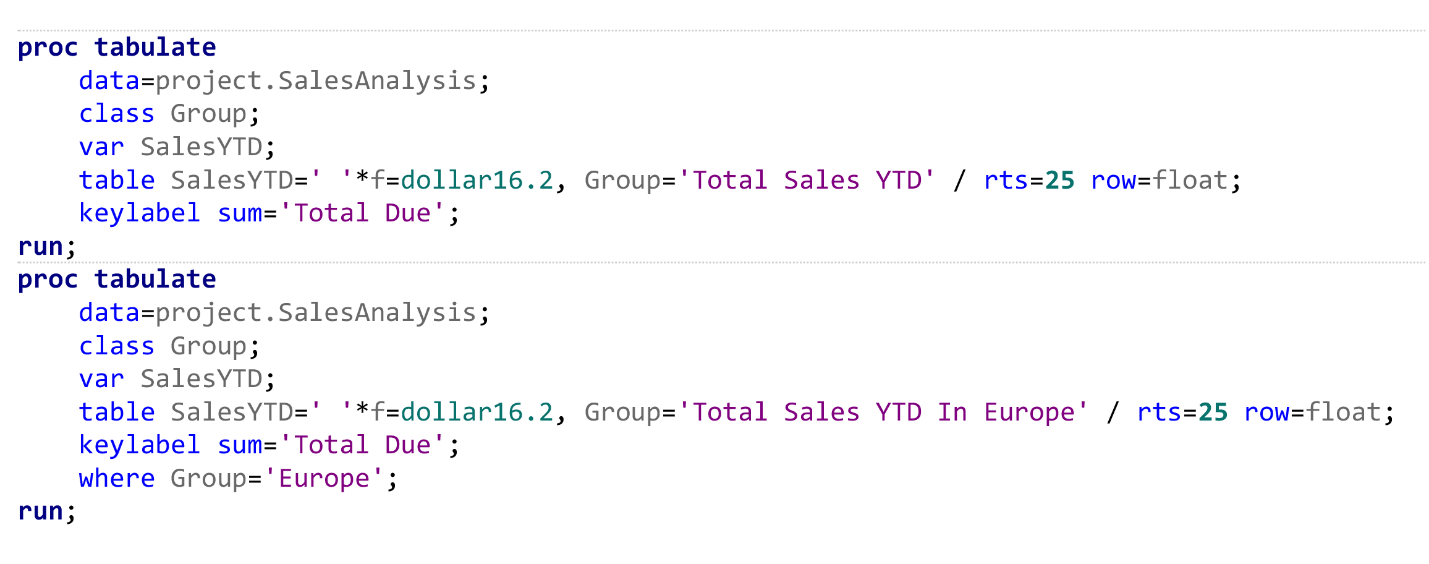 proc tabulate
    data=project.SalesAnalysis;
    class Group;
    var SalesYTD;
    table SalesYTD=' '*f=dollar16.2, Group='Total Sales YTD' / rts=25 row=float;
    keylabel sum='Total Due';
run;
proc tabulate
    data=project.SalesAnalysis;
    class Group;
    var SalesYTD;
    table SalesYTD=' '*f=dollar16.2, Group='Total Sales YTD In Europe' / rts=25 row=float;
    keylabel sum='Total Due';
    where Group='Europe';
run;